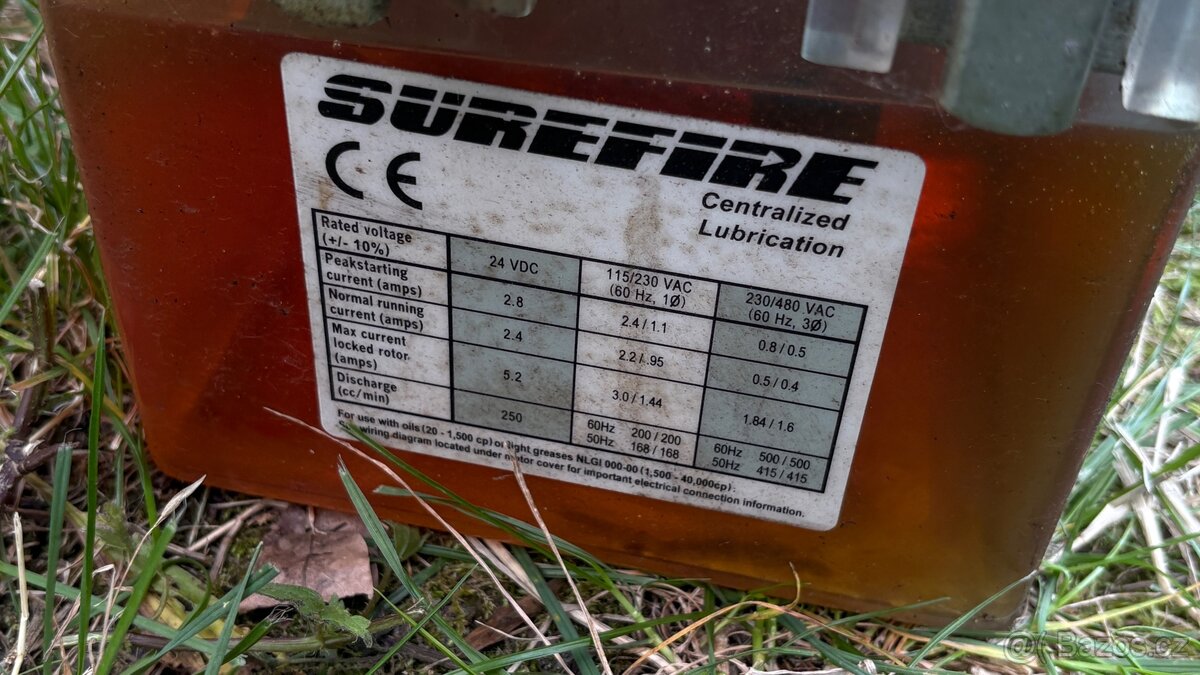 SUREFIRE
CE
Centralized
Lubrication
Rated voltage
(+/- 10%)
24 VDC
115/230 VAC
(60 Hz, 1Ø)
230/480 VAC
(60 Hz, 3Ø)
Peakstarting
current (amps)
2.8
2.4 / 1.1
0.8 / 0.5
Normal running
current (amps)
2.4
2.2 / .95
0.5 / 0.4
Max current
locked rotor.
(amps)
5.2
3.0 / 1.44
1.84 / 1.6
Discharge
(cc/min)
250
60Hz 200 / 200
50Hz 168 / 168
60Hz 500 / 500
50Hz 415 / 415
For use with oils (20 - 1,500 cp) or light greases NLGI 000-00 (1,500 - 40,000cp).
See wiring diagram located under motor cover for important electrical connection information.
Bazos.cz